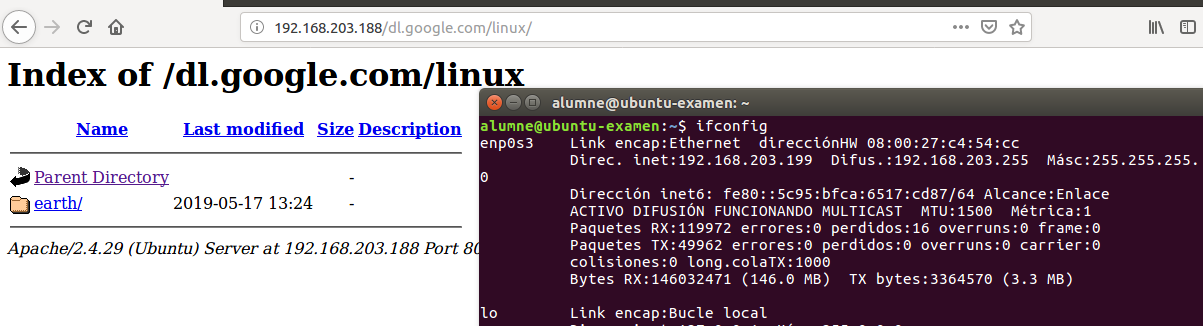 192.168.203.188/dl.google.com/linux/
Index of /dl.google.com/linux
Name Last modified Size Description
Parent Directory -
earth/ 2019-05-17 13:24 -
Apache/2.4.29 (Ubuntu) Server at 192.168.203.188 Port 80
alumne@ubuntu-examen: ~
alumne@ubuntu-examen:~$ ifconfig
enp0s3 Link encap:Ethernet direcciónHW 08:00:27:c4:54:cc
Direc. inet:192.168.203.199 Difus.:192.168.203.255 Másc:255.255.255.
0
Dirección inet6: fe80::5c95:bfca:6517:cd87/64 Alcance:Enlace
ACTIVO DIFUSIÓN FUNCIONANDO MULTICAST MTU:1500 Métrica:1
Paquetes RX:119972 errores:0 perdidos:16 overruns:0 frame:0
Paquetes TX:49962 errores:0 perdidos:0 overruns:0 carrier:0
colisiones:0 long.colaTX:1000
Bytes RX:146032471 (146.0 MB) TX bytes:3364570 (3.3 MB)
lo Link encap:Bucle local